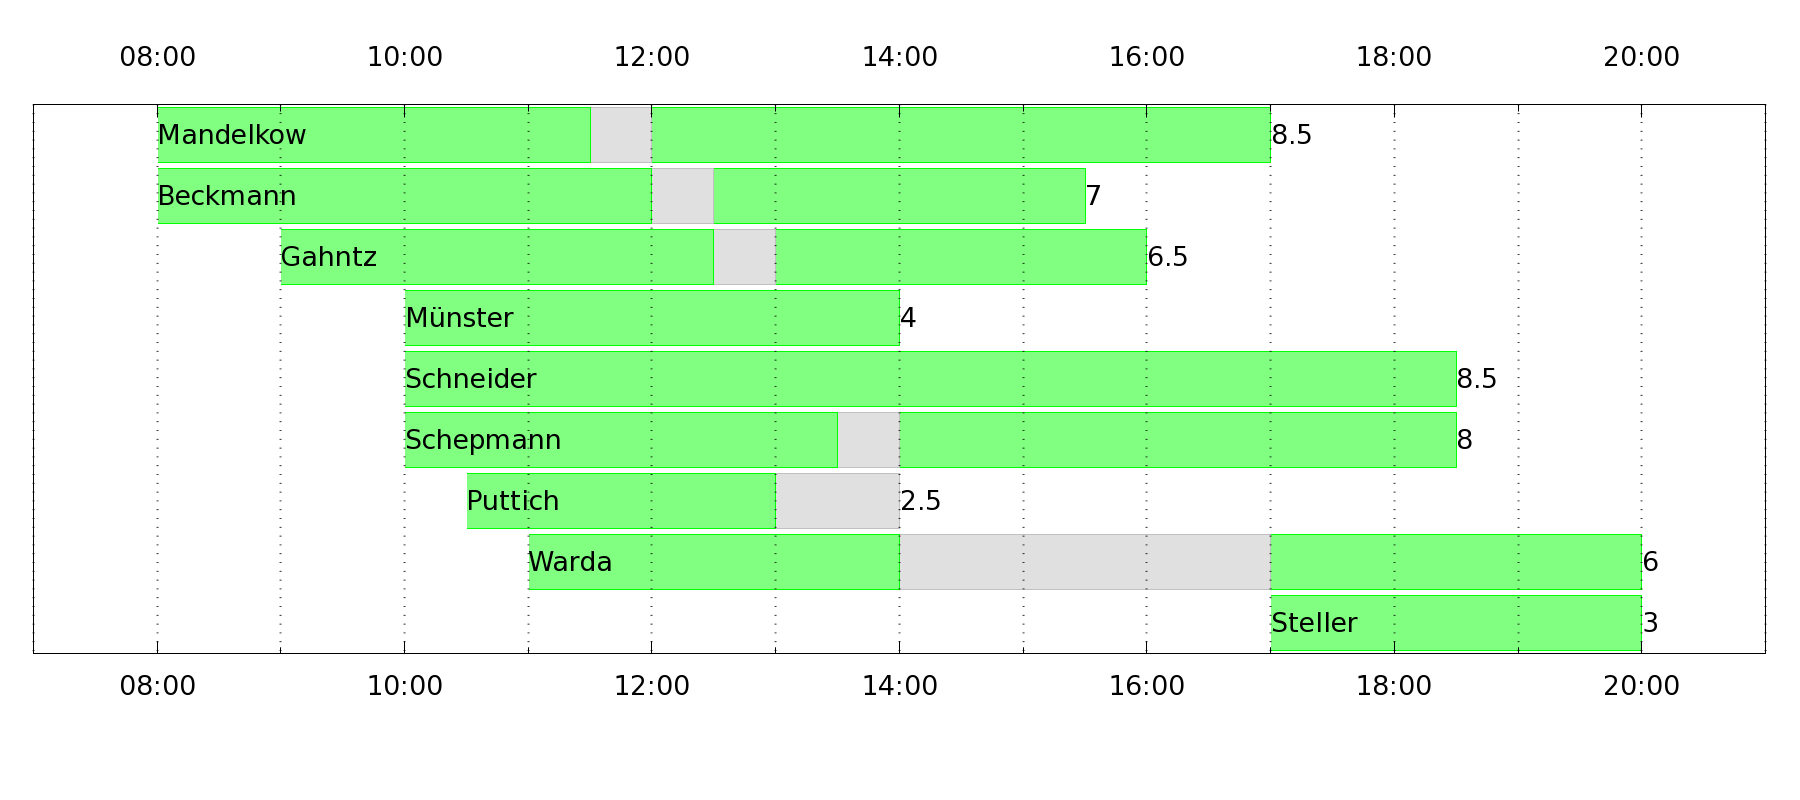 08:00 10:00 12:00 14:00 16:00 18:00 20:00
Mandelkow 8.5
Beckmann 7
Gahntz 6.5
Münster 4
Schneider 8.5
Schepmann 8
Puttich 2.5
Warda 6
Steller 3
08:00 10:00 12:00 14:00 16:00 18:00 20:00